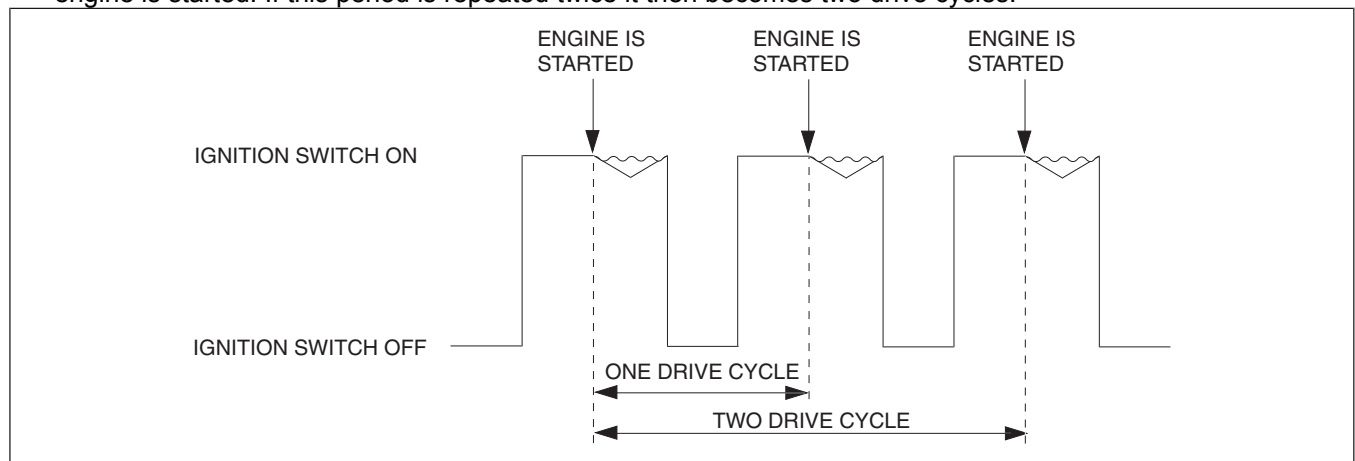 engine is started. If this period is repeated twice it then becomes two drive cycles.
ENGINE IS STARTED
ENGINE IS STARTED
ENGINE IS STARTED
IGNITION SWITCH ON
IGNITION SWITCH OFF
ONE DRIVE CYCLE
TWO DRIVE CYCLE